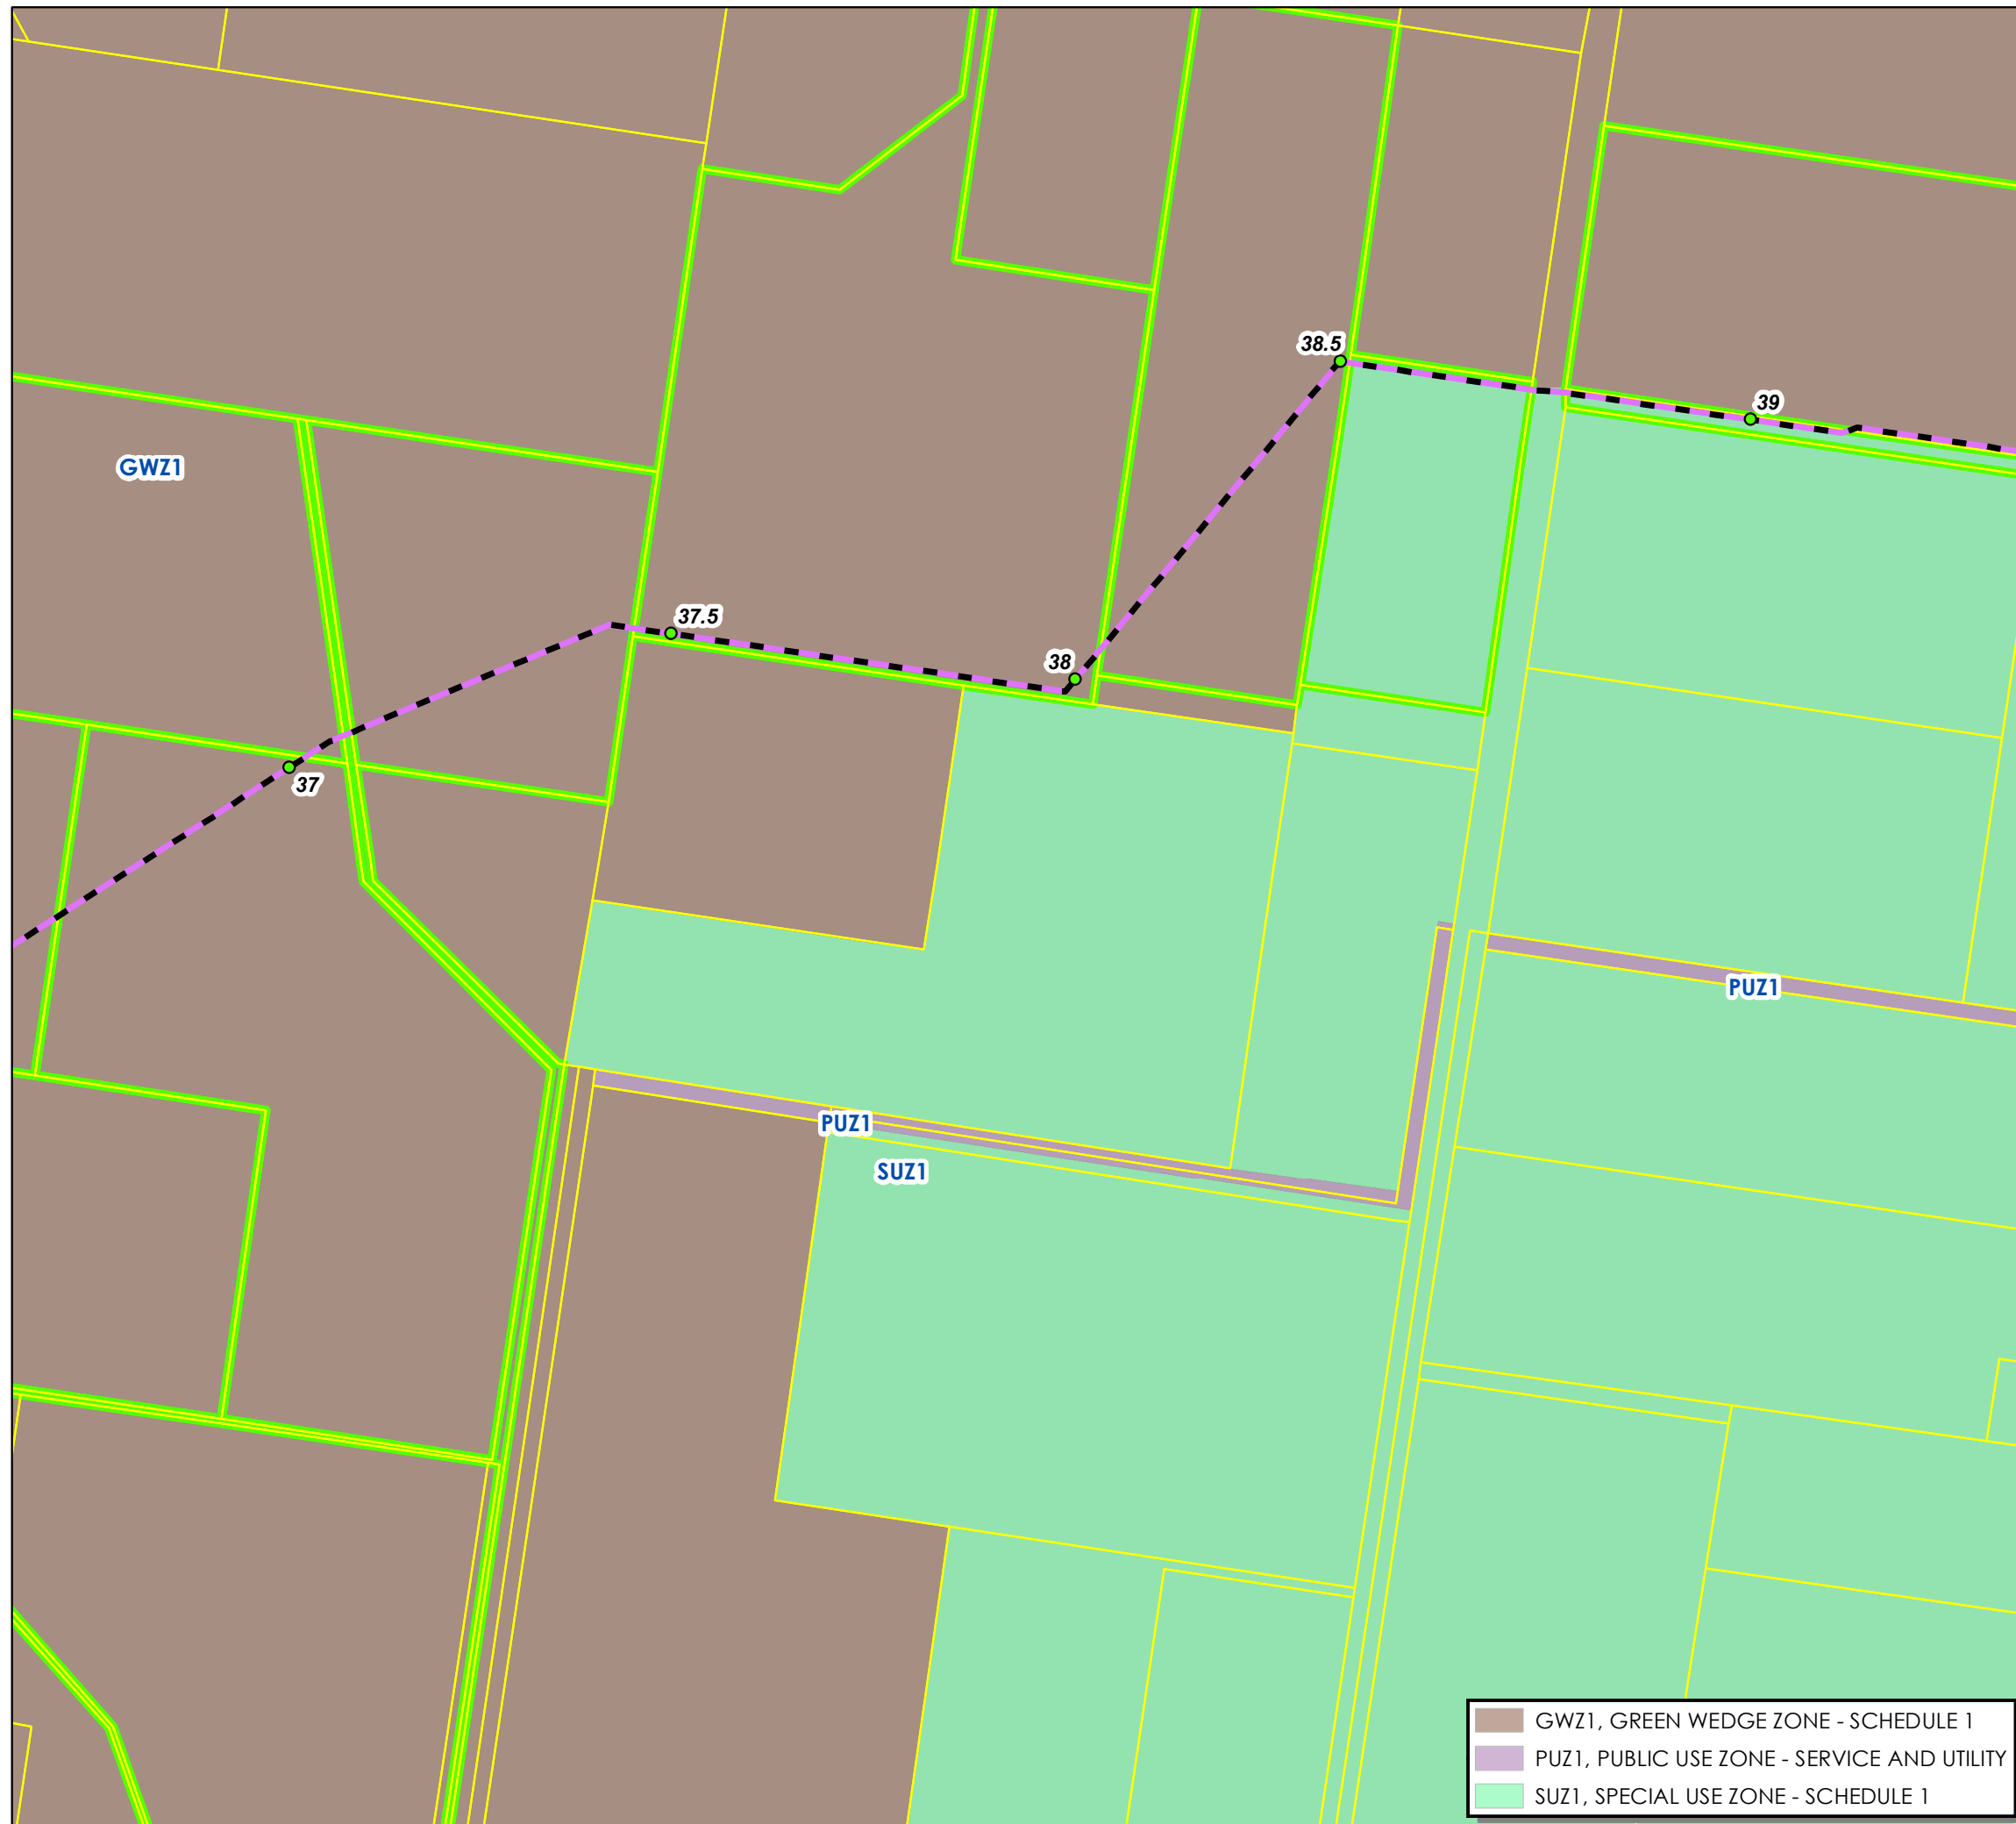 38.5
39
GWZ1
37.5
38
37
PUZ1
PUZ1
SUZ1
GWZ1, GREEN WEDGE ZONE - SCHEDULE 1
PUZ1, PUBLIC USE ZONE - SERVICE AND UTILITY
SUZ1, SPECIAL USE ZONE - SCHEDULE 1